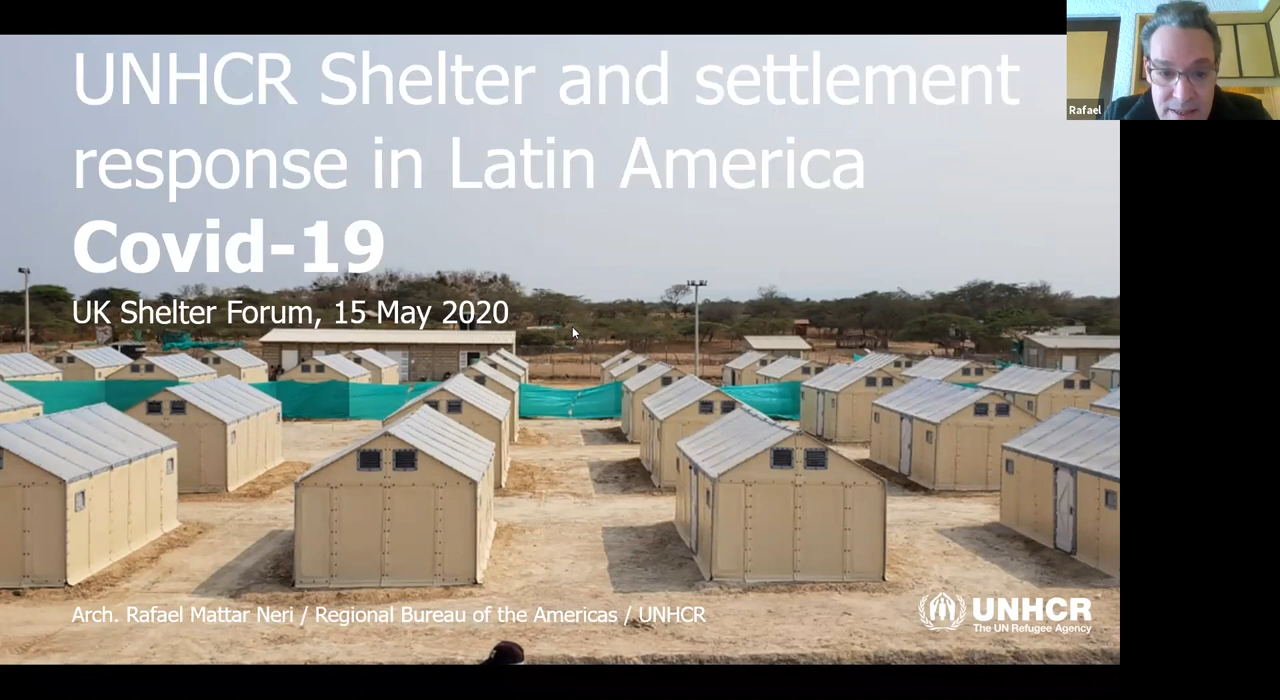 UNHCR Shelter and settlement
response in Latin America
Covid-19
UK Shelter Forum, 15 May 2020
Arch. Rafael Mattar Neri / Regional Bureau of the Americas / UNHCR
UNHCR
The UN Refugee Agency
Rafael